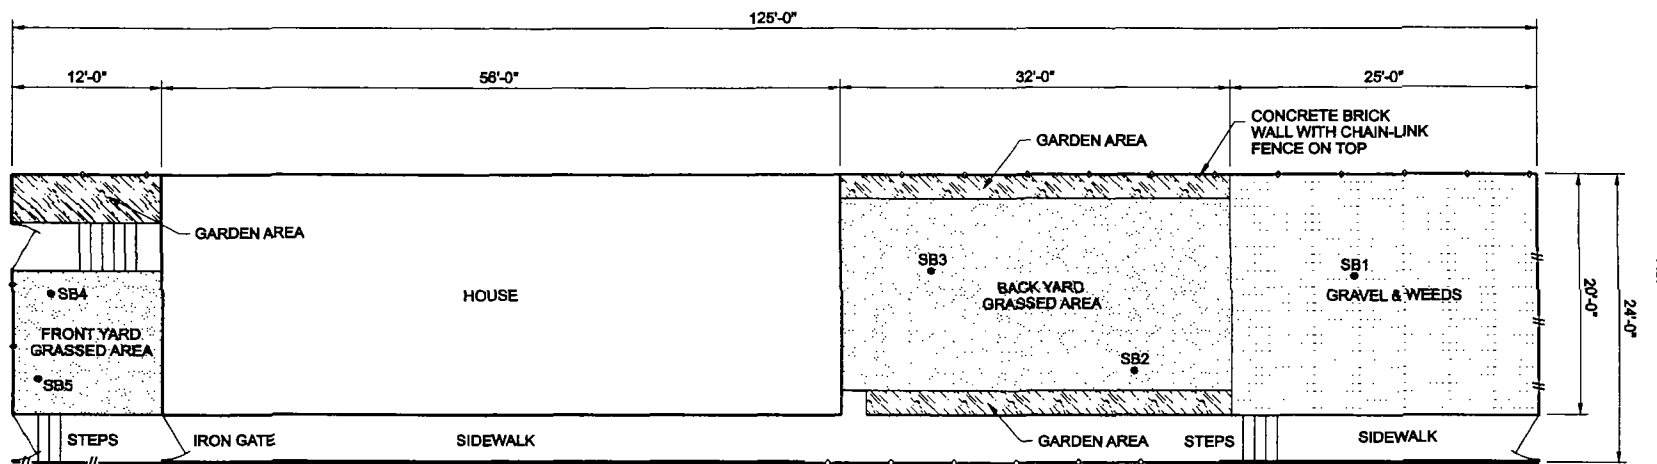 125'-0"
12'-0"
56'-0"
32'-0"
25'-0"
CONCRETE BRICK
WALL WITH CHAIN-LINK
FENCE ON TOP
GARDEN AREA
GARDEN AREA
SB3
SB1
HOUSE
BACK YARD
GRASSED AREA
GRAVEL & WEEDS
20'-0"
24'-0"
SB4
FRONT YARD
GRASSED AREA
SB2
SB5
STEPS
IRON GATE
SIDEWALK
GARDEN AREA
STEPS
SIDEWALK